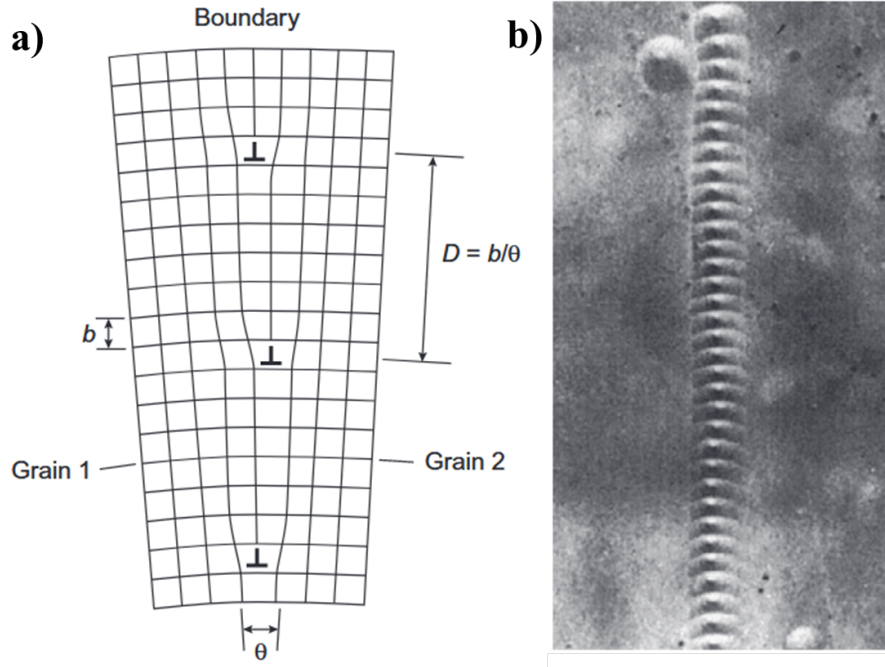 a)
Boundary
b)
D = b/θ
b
Grain 1
Grain 2
θ